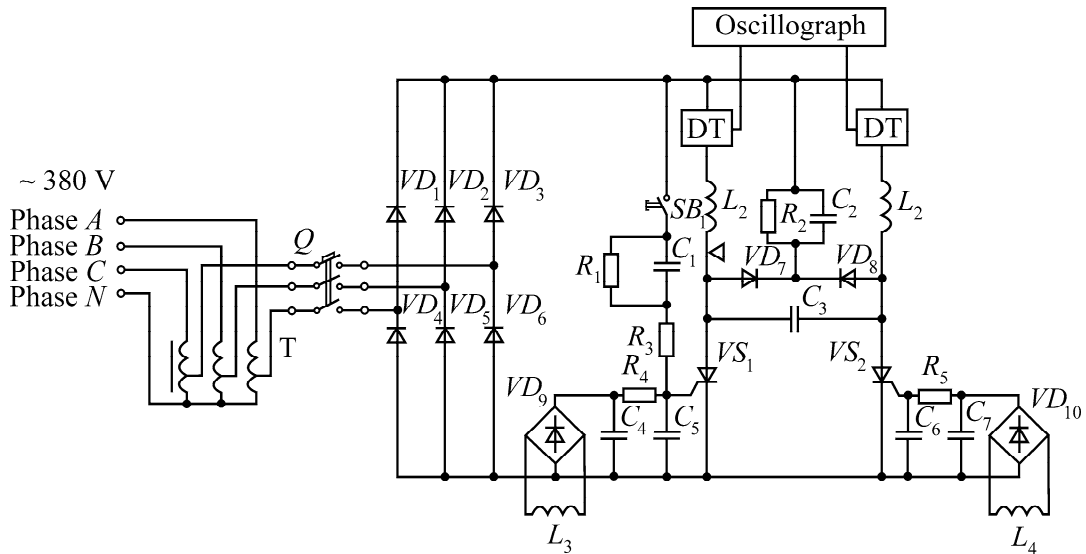 Oscillograph
DT
DT
~ 380 V
Phase A
Phase B
Phase C
Phase N
Q
T
VD1
VD2
VD3
VD4
VD5
VD6
SB1
L2
R2
C2
L2
R1
C1
VD7
VD8
C3
R3
R4
VS1
VS2
R5
VD9
C4
C5
C6
C7
VD10
L3
L4